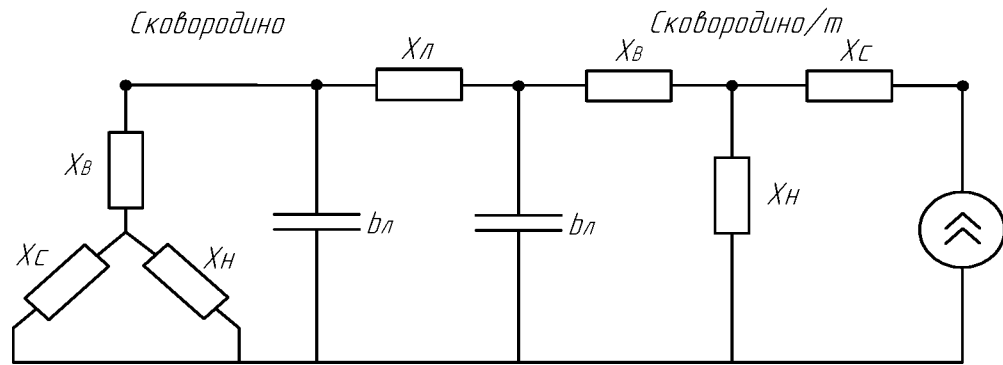 Сковородино
Сковородино/т
Xл
Xв
Xс
Xв
Xн
Xс
Xн
bл
bл